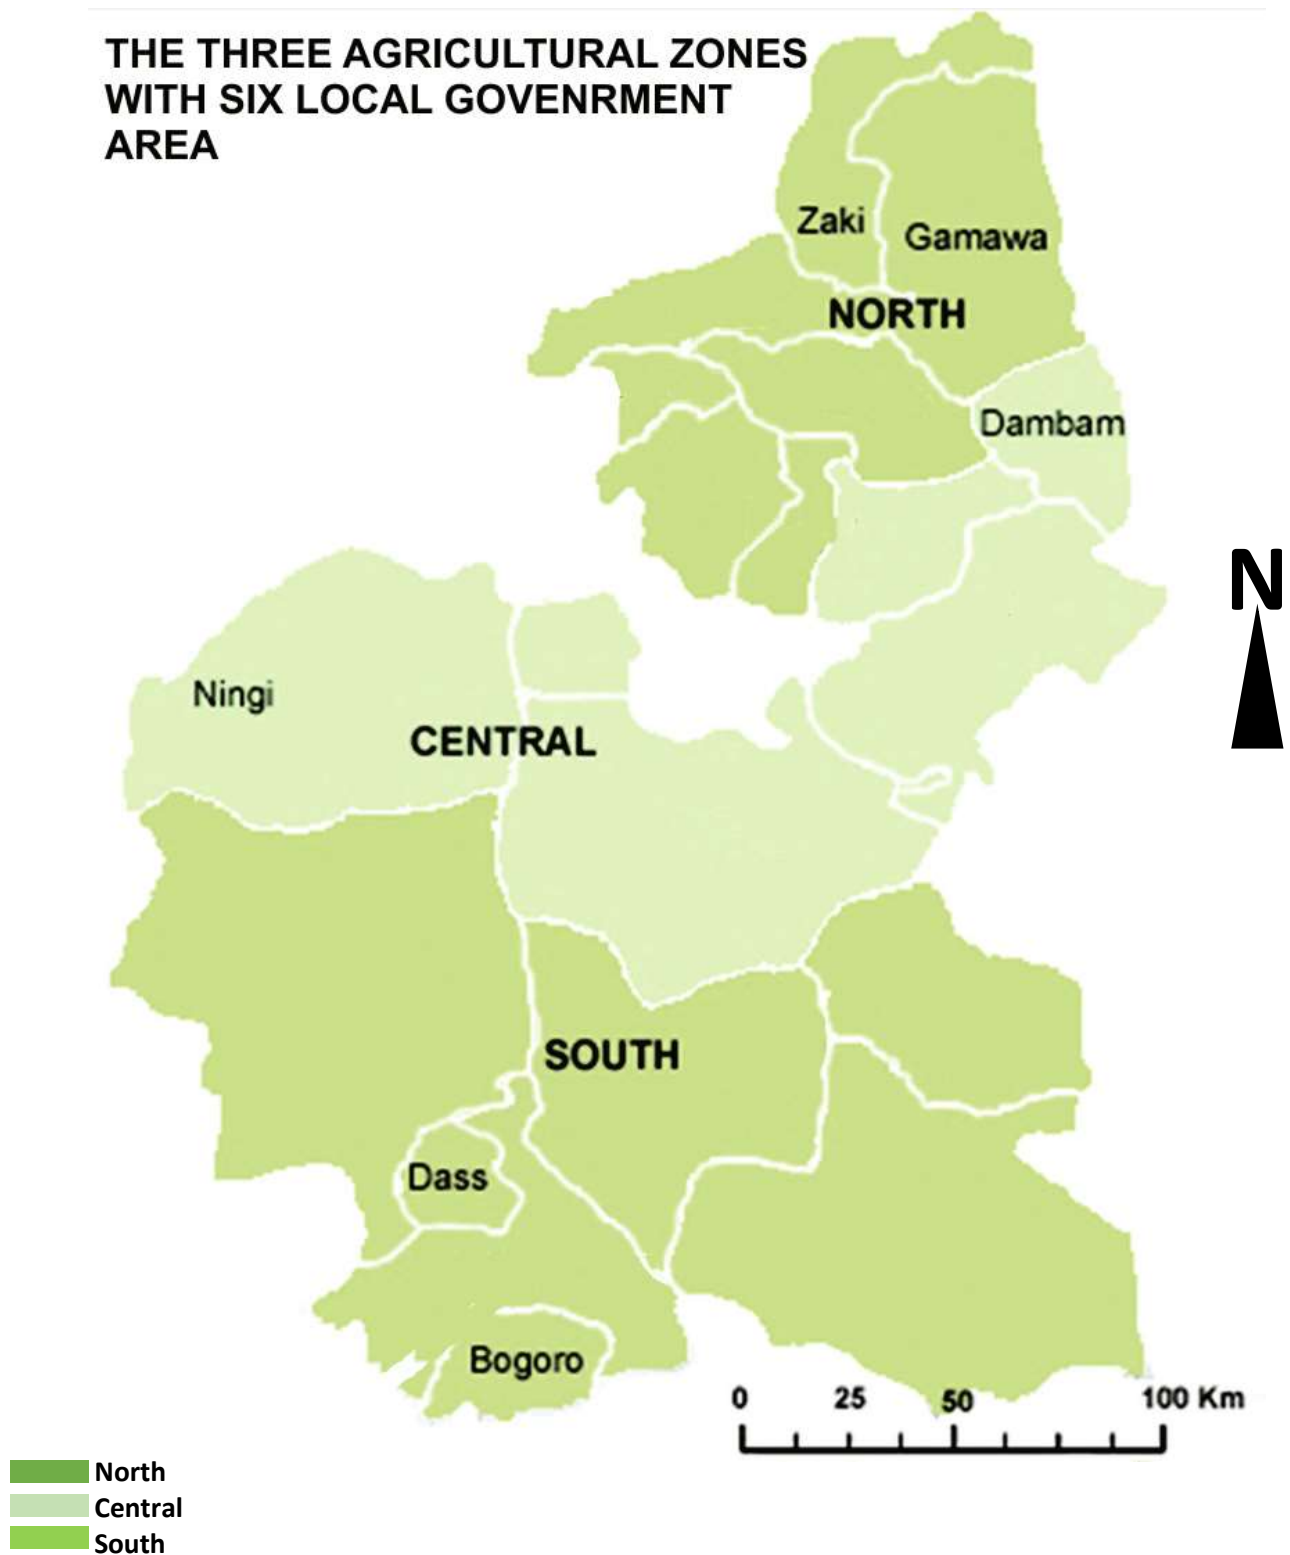 THE THREE AGRICULTURAL ZONES
WITH SIX LOCAL GOVENRMENT
AREA
Zaki
Gamawa
NORTH
Dambam
N
Ningi
CENTRAL
SOUTH
Dass
Bogoro
0 25 50 100 Km
North
Central
South